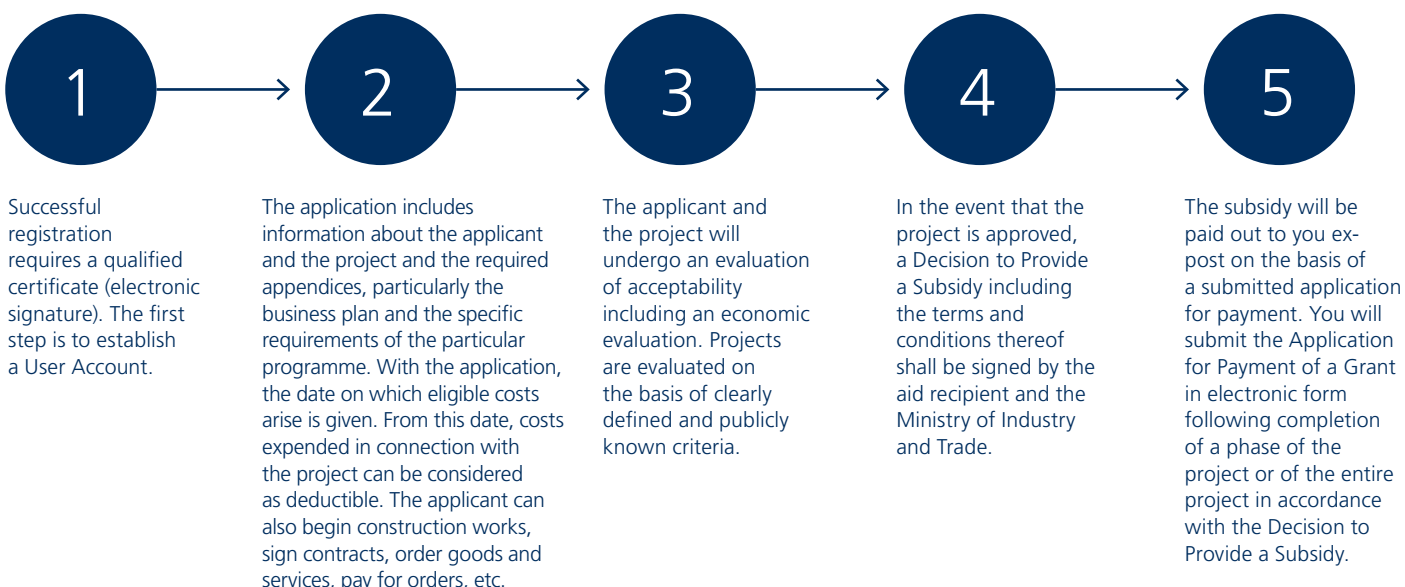 1
2
3
4
5
Successful
registration
requires a qualified
certificate (electronic
signature). The first
step is to establish
a User Account.
The application includes
information about the applicant
and the project and the required
appendices, particularly the
business plan and the specific
requirements of the particular
programme. With the application,
the date on which eligible costs
arise is given. From this date, costs
expended in connection with
the project can be considered
as deductible. The applicant can
also begin construction works,
sign contracts, order goods and
services, pay for orders, etc.
The applicant and
the project will
undergo an evaluation
of acceptability
including an economic
evaluation. Projects
are evaluated on
the basis of clearly
defined and publicly
known criteria.
In the event that the
project is approved,
a Decision to Provide
a Subsidy including
the terms and
conditions thereof
shall be signed by the
aid recipient and the
Ministry of Industry
and Trade.
The subsidy will be
paid out to you ex-
post on the basis of
a submitted application
for payment. You will
submit the Application
for Payment of a Grant
in electronic form
following completion
of a phase of the
project or of the entire
project in accordance
with the Decision to
Provide a Subsidy.